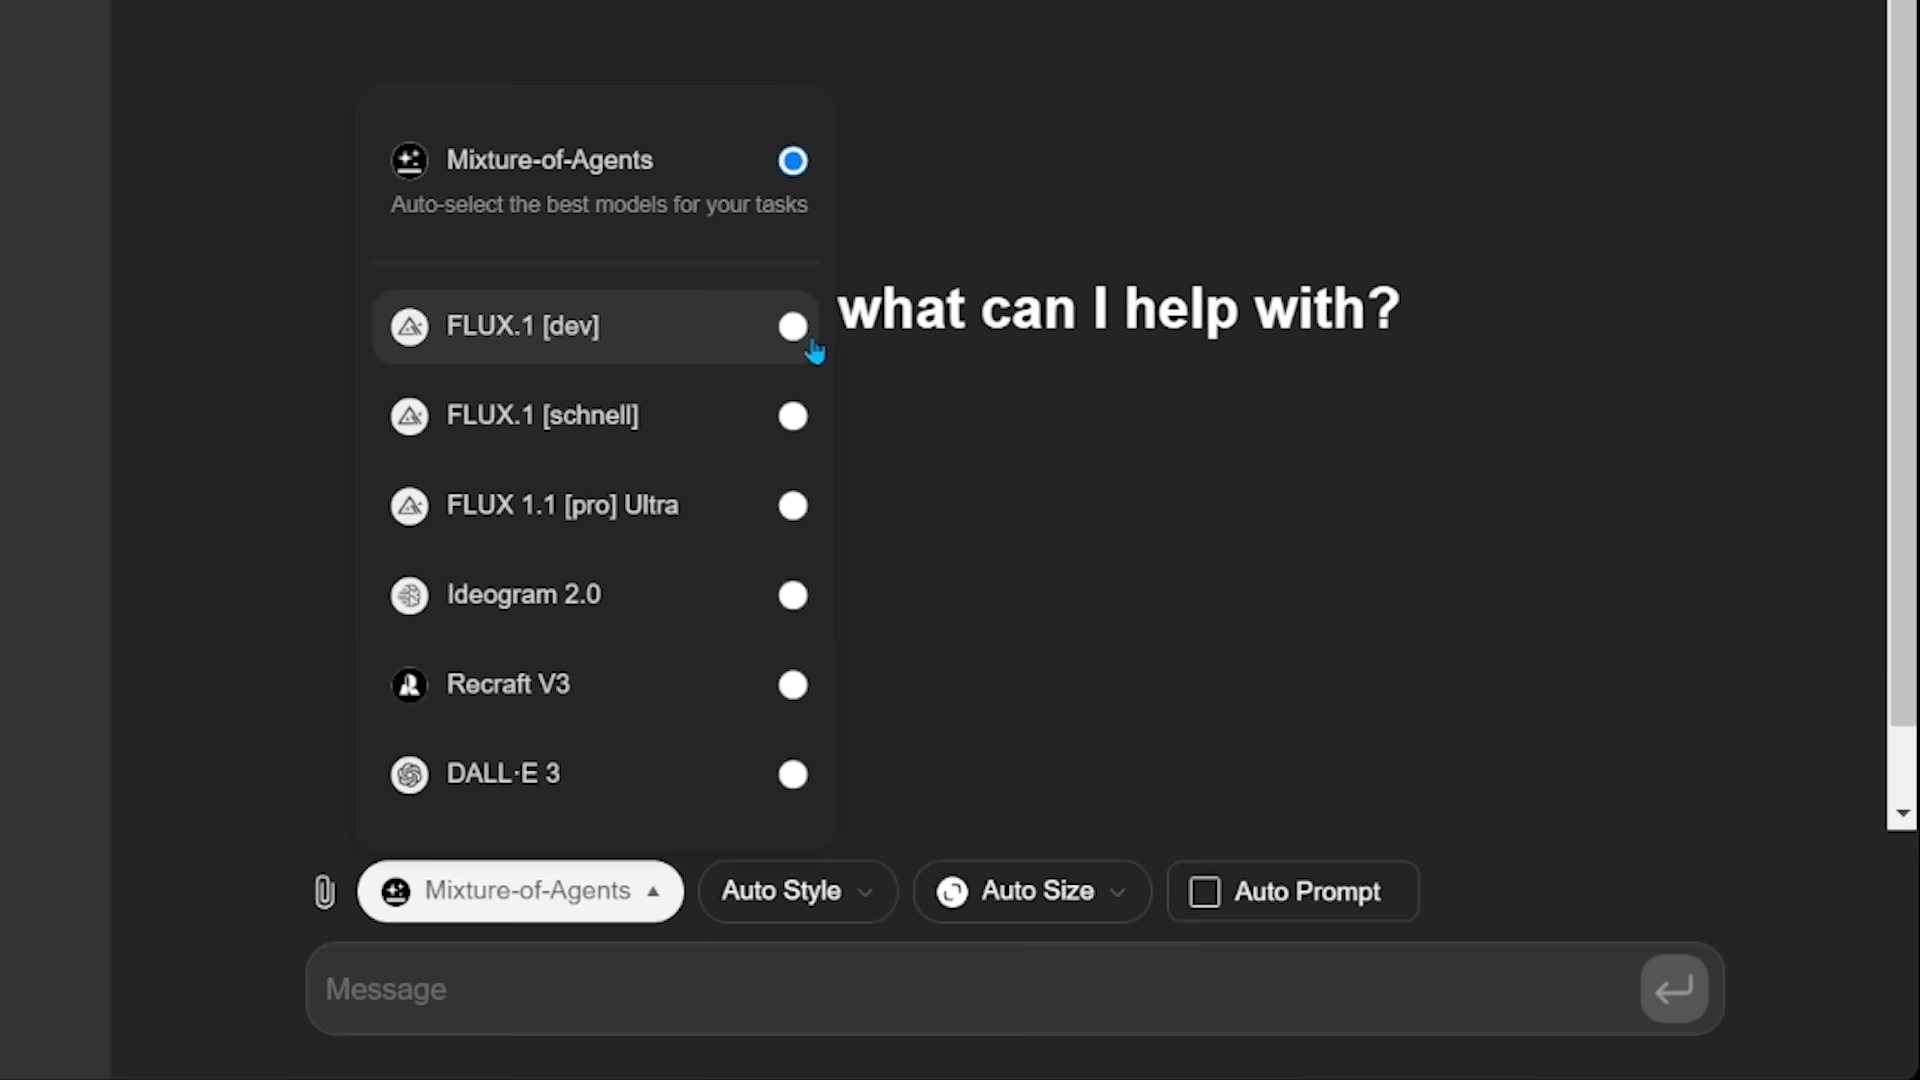 Mixture-of-Agents
Auto-select the best models for your tasks
what can I help with?
FLUX.1 [dev]
FLUX.1 [schnell]
FLUX 1.1 [pro] Ultra
Ideogram 2.0
Recraft V3
DALL·E 3
Mixture-of-Agents
Auto Style
Auto Size
Auto Prompt
Message